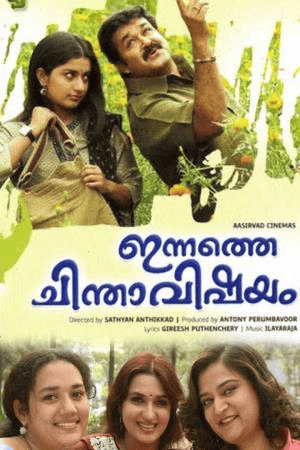 AASIRVAD CINEMAS
ഇന്നത്തെ
ചിന്താവിഷയം
Directed by SATHYAN ANTHIKKAD | Produced by ANTONY PERUMBAVOOR
Lyrics GIREESH PUTHENCHERY | Music ILAYARAJA